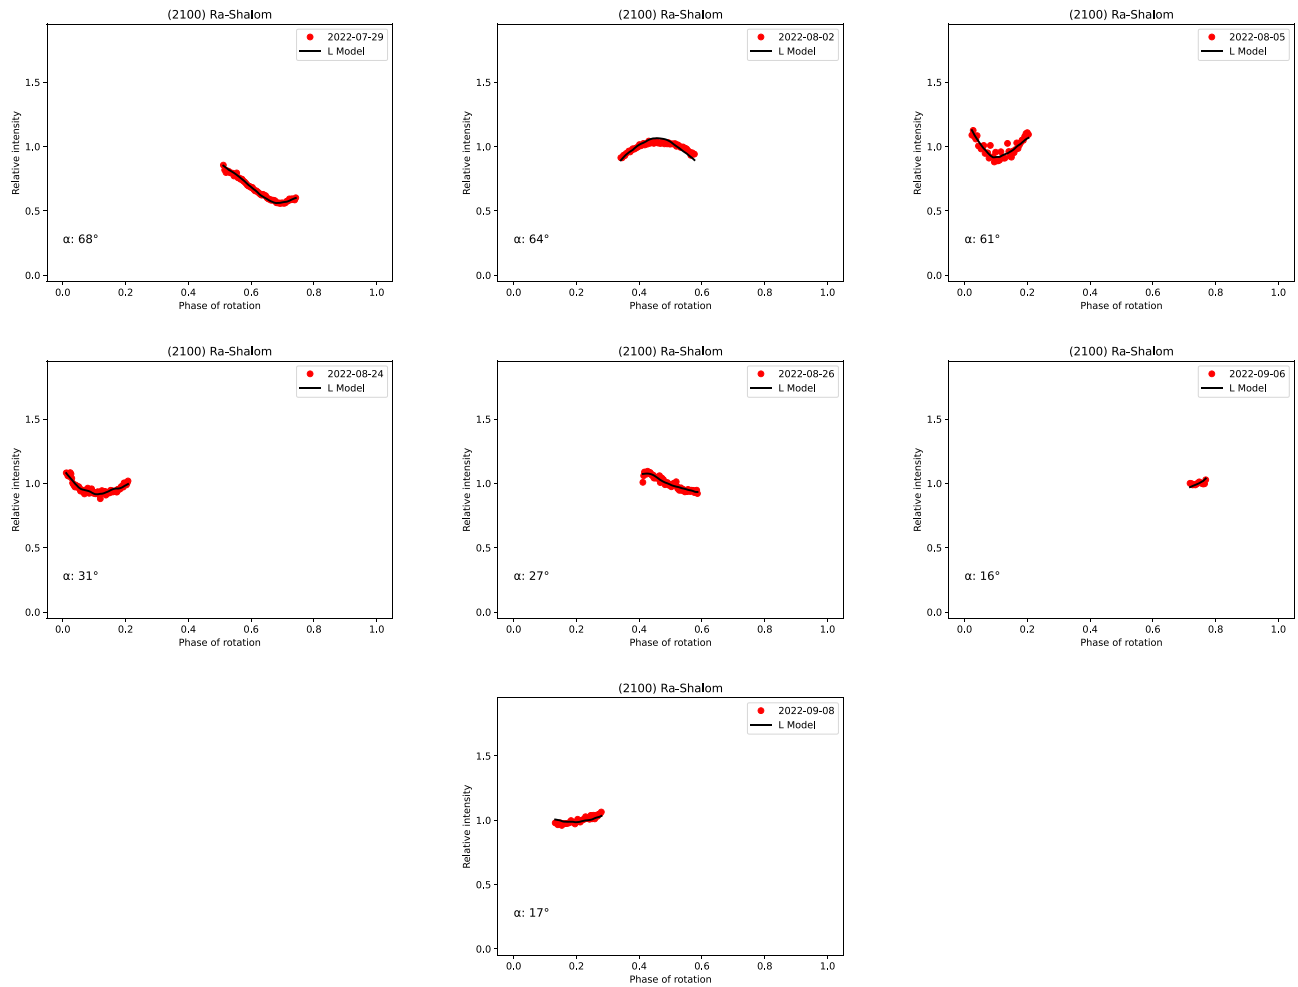 (2100) Ra-Shalom
2022-07-29
L Model
1.5
1.0
0.5
0.0
Relative intensity
α: 68°
0.0 0.2 0.4 0.6 0.8 1.0
Phase of rotation
(2100) Ra-Shalom
2022-08-02
L Model
1.5
1.0
0.5
0.0
Relative intensity
α: 64°
0.0 0.2 0.4 0.6 0.8 1.0
Phase of rotation
(2100) Ra-Shalom
2022-08-05
L Model
1.5
1.0
0.5
0.0
Relative intensity
α: 61°
0.0 0.2 0.4 0.6 0.8 1.0
Phase of rotation
(2100) Ra-Shalom
2022-08-24
L Model
1.5
1.0
0.5
0.0
Relative intensity
α: 31°
0.0 0.2 0.4 0.6 0.8 1.0
Phase of rotation
(2100) Ra-Shalom
2022-08-26
L Model
1.5
1.0
0.5
0.0
Relative intensity
α: 27°
0.0 0.2 0.4 0.6 0.8 1.0
Phase of rotation
(2100) Ra-Shalom
2022-09-06
L Model
1.5
1.0
0.5
0.0
Relative intensity
α: 16°
0.0 0.2 0.4 0.6 0.8 1.0
Phase of rotation
(2100) Ra-Shalom
2022-09-08
L Model
1.5
1.0
0.5
0.0
Relative intensity
α: 17°
0.0 0.2 0.4 0.6 0.8 1.0
Phase of rotation